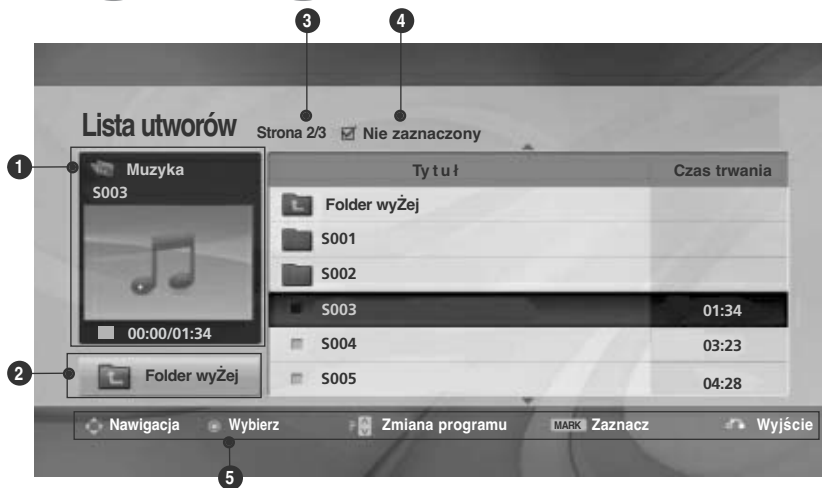 3 4
Lista utworów Strona 2/3 Nie zaznaczony
1 Muzyka
S003
00:00/01:34
2 Folder wyŻej
Tytuł Czas trwania
Folder wyŻej
S001
S002
S003 01:34
S004 03:23
S005 04:28
Nawigacja Wybierz P Zmiana programu MARK Zaznacz Wyjście
5